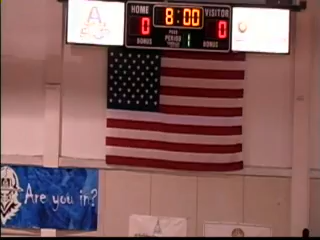 HOME 8:00 VISITOR
0 0
BONUS PERIOD 1 BONUS
Are you in?